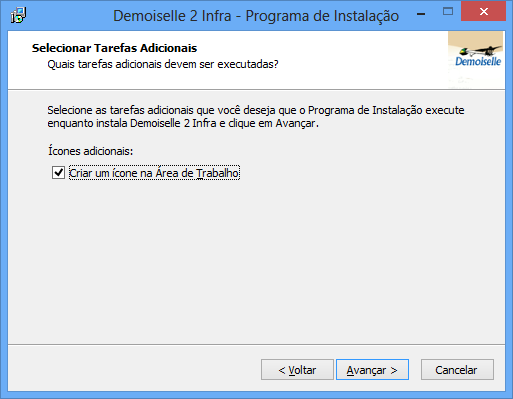 Demoiselle 2 Infra - Programa de Instalação
Selecionar Tarefas Adicionais
Quais tarefas adicionais devem ser executadas?
Demoiselle
Selecione as tarefas adicionais que você deseja que o Programa de Instalação execute
enquanto instala Demoiselle 2 Infra e clique em Avançar.
Ícones adicionais:
Criar um ícone na Área de Trabalho
< Voltar
Avançar >
Cancelar